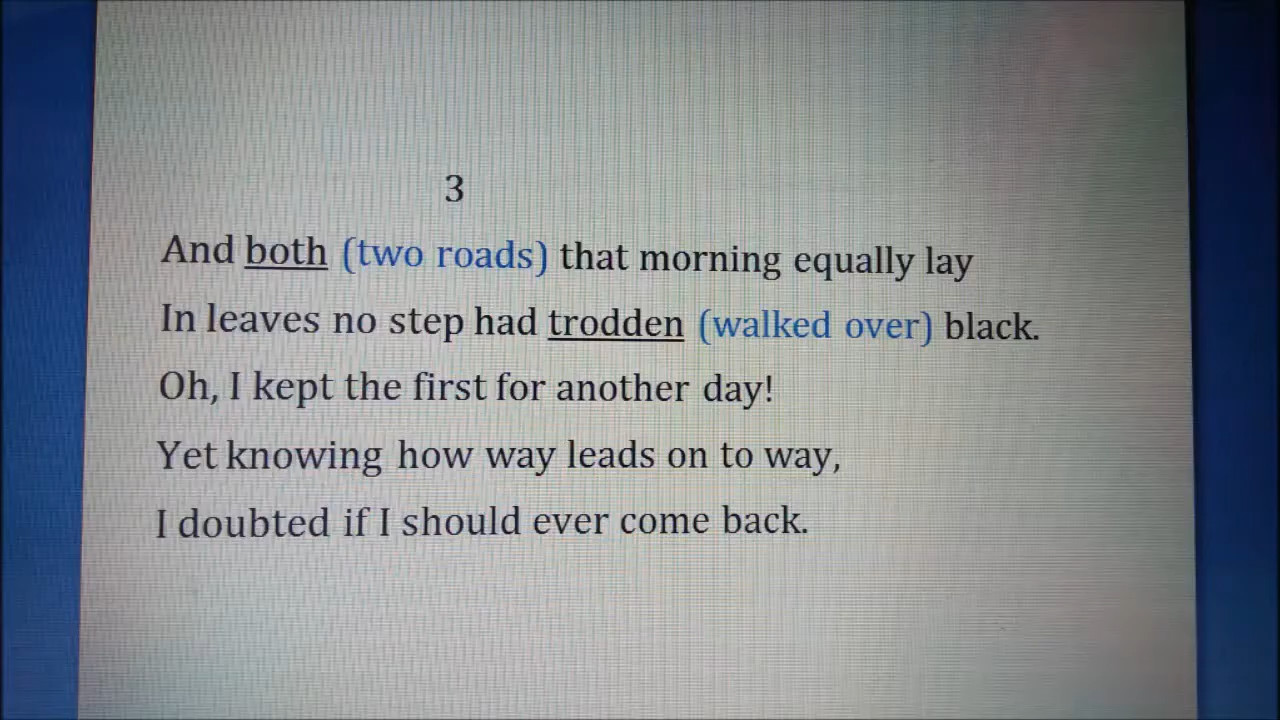 3
And both (two roads) that morning equally lay
In leaves no step had trodden (walked over) black.
Oh, I kept the first for another day!
Yet knowing how way leads on to way,
I doubted if I should ever come back.